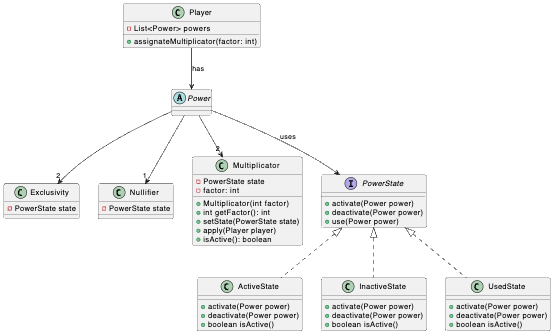 C Player
List<Power> powers
assignateMultiplicator(factor: int)
has
A Power
uses
2
1
2
C Exclusivity
PowerState state
C Nullifier
PowerState state
C Multiplicator
PowerState state
factor: int
Multiplicator(int factor)
int getFactor(): int
setState(PowerState state)
apply(Player player)
isActive(): boolean
I PowerState
activate(Power power)
deactivate(Power power)
use(Power power)
C ActiveState
activate(Power power)
deactivate(Power power)
boolean isActive()
C InactiveState
activate(Power power)
deactivate(Power power)
boolean isActive()
C UsedState
activate(Power power)
deactivate(Power power)
boolean isActive()